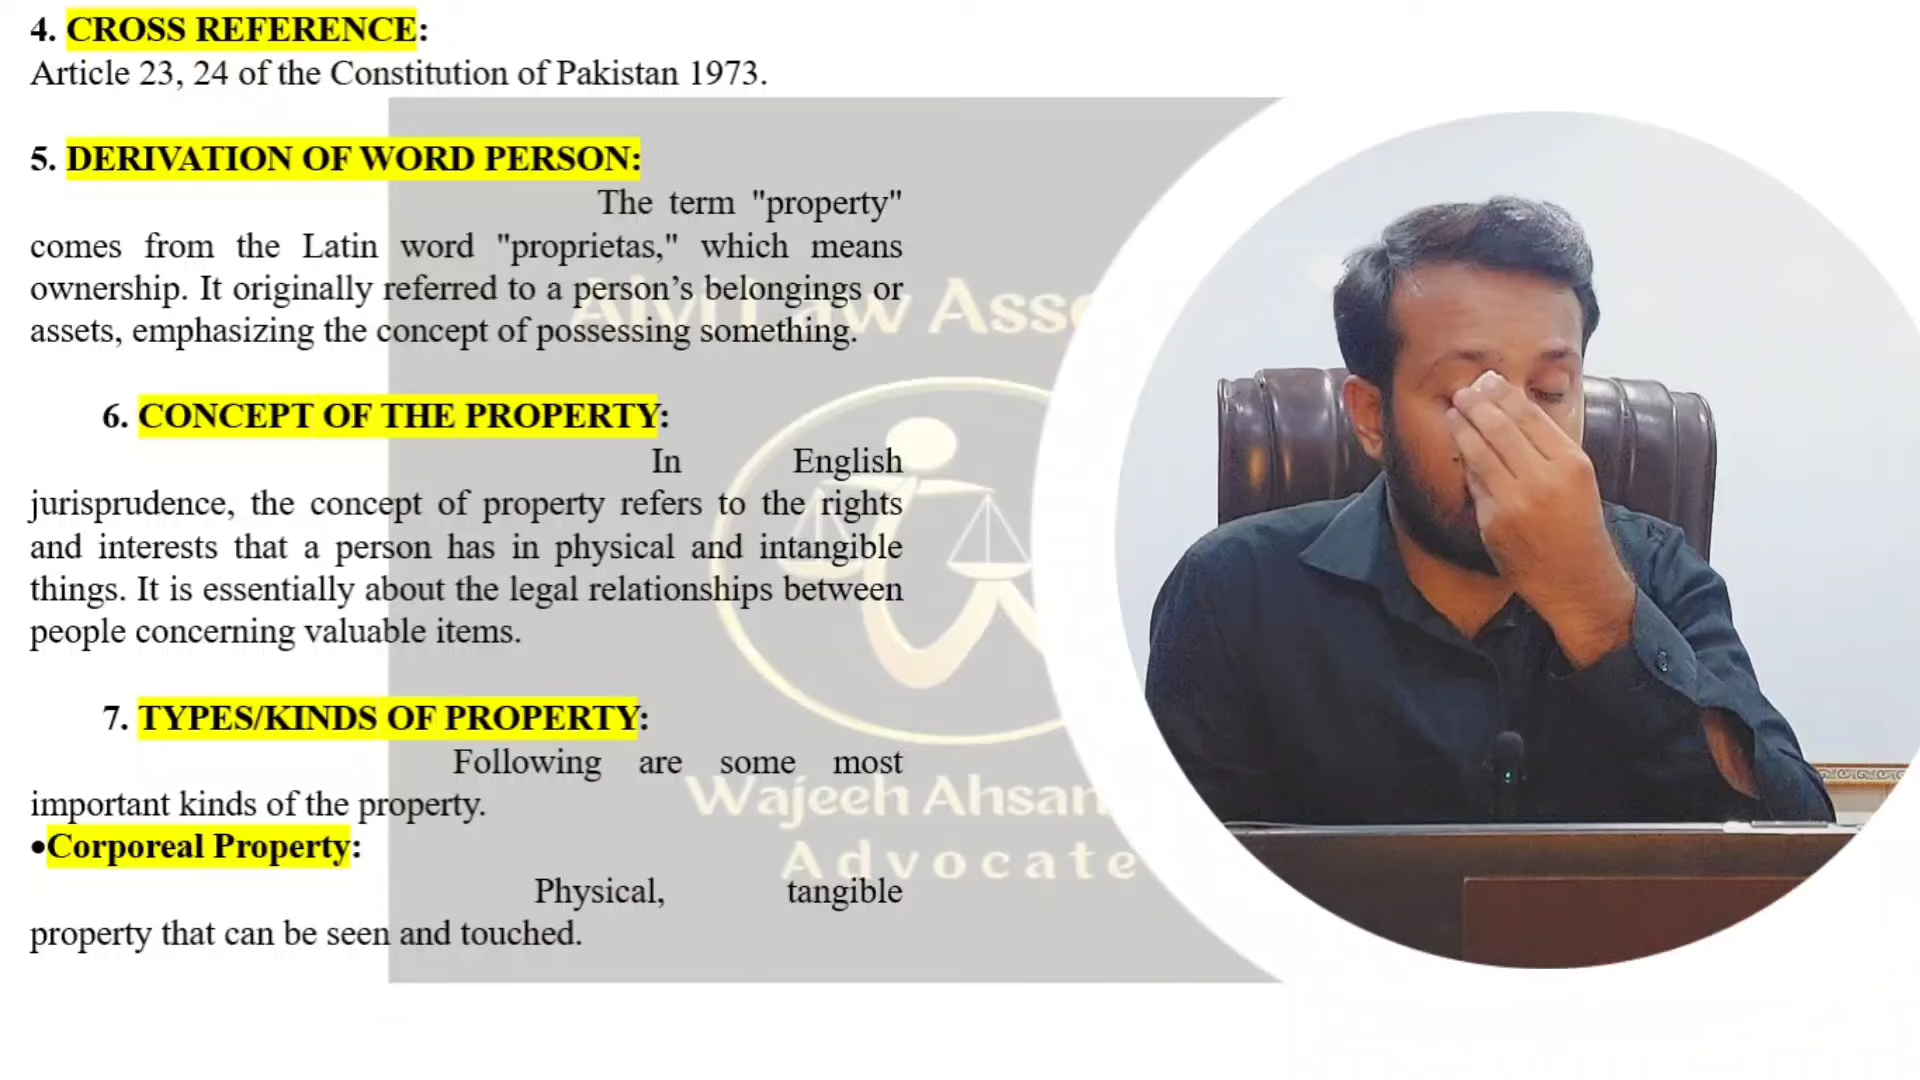 4. CROSS REFERENCE:
Article 23, 24 of the Constitution of Pakistan 1973.
5. DERIVATION OF WORD PERSON:
The term "property"
comes from the Latin word "proprietas," which means
ownership. It originally referred to a person’s belongings or
assets, emphasizing the concept of possessing something.
6. CONCEPT OF THE PROPERTY:
In English
jurisprudence, the concept of property refers to the rights
and interests that a person has in physical and intangible
things. It is essentially about the legal relationships between
people concerning valuable items.
7. TYPES/KINDS OF PROPERTY:
Following are some most
important kinds of the property.
•Corporeal Property:
Physical, tangible
property that can be seen and touched.
Law
Wajeeh Ahsan
Advocate